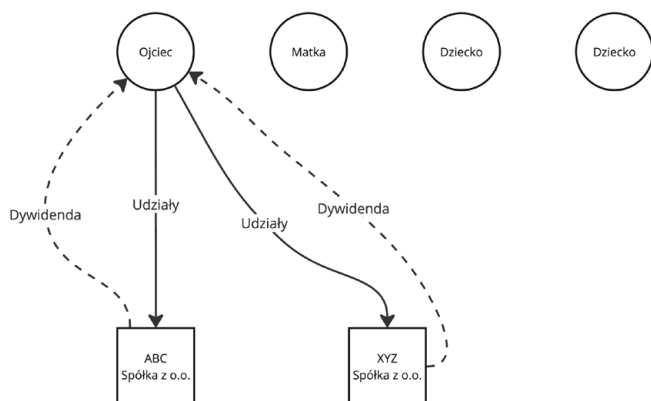 Ojciec
Matka
Dziecko
Dziecko
Udziały
Dywidenda
Dywidenda
Udziały
ABC
Spółka z o.o.
XYZ
Spółka z o.o.